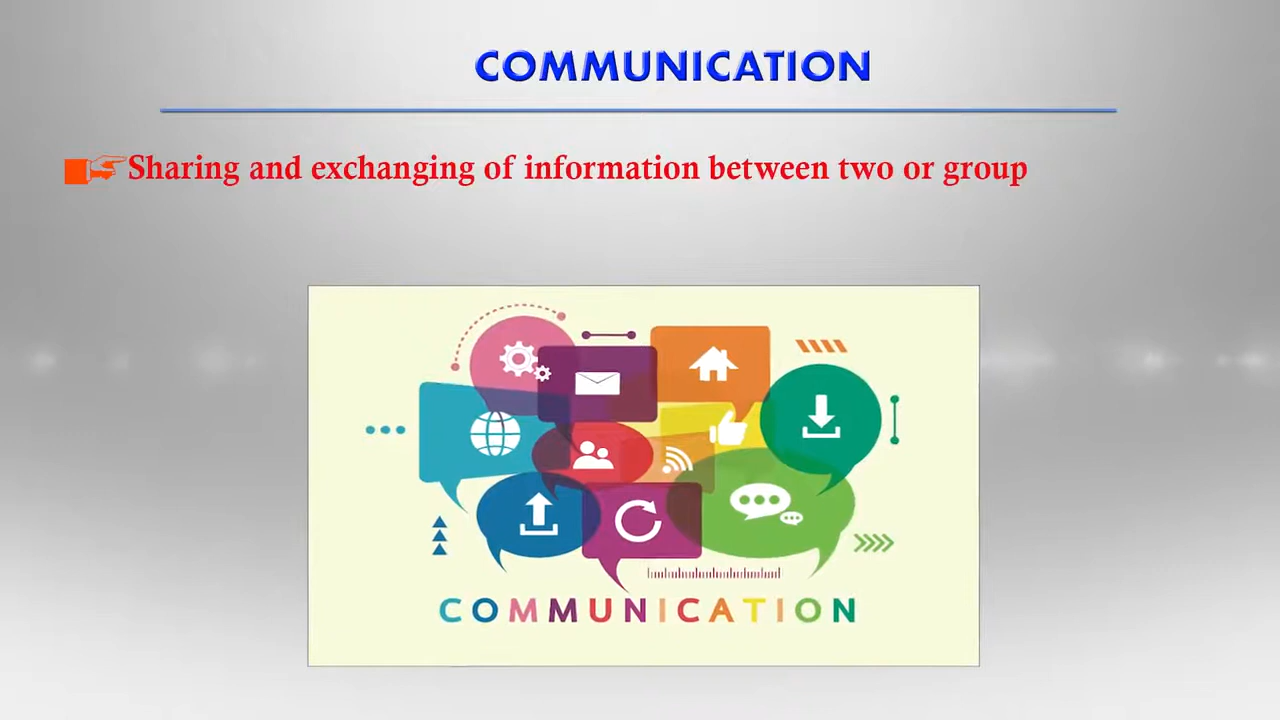 COMMUNICATION
Sharing and exchanging of information between two or group
COMMUNICATION